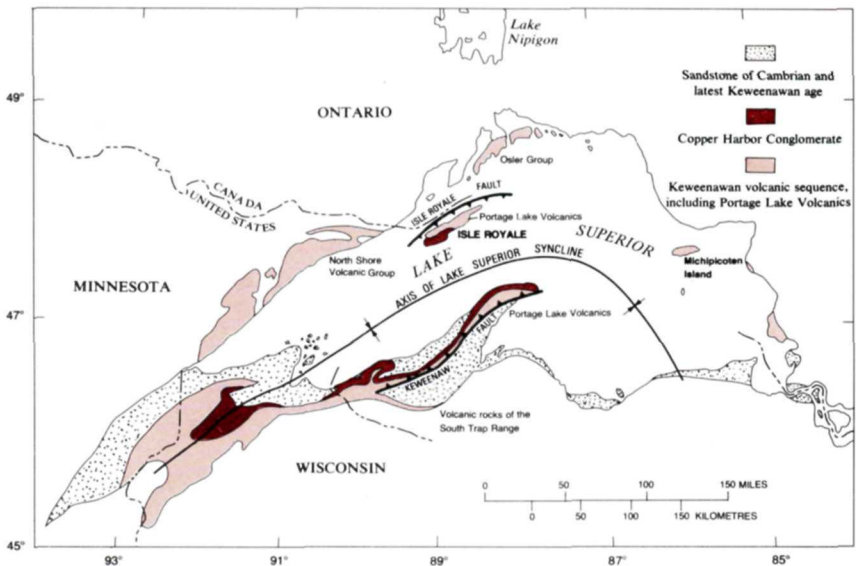 Lake
Nipigon
49°
ONTARIO
Sandstone of Cambrian and
latest Keweenawan age
Copper Harbor Conglomerate
Keweenawan volcanic sequence,
including Portage Lake Volcanics
Osler Group
CANADA
UNITED STATES
ISLE ROYALE FAULT
Portage Lake Volcanics
ISLE ROYALE
LAKE SUPERIOR
North Shore
Volcanic Group
Michipicoten
Island
MINNESOTA
AXIS OF LAKE SUPERIOR SYNCLINE
47°
Portage Lake Volcanics
KEWEENAW FAULT
Volcanic rocks of the
South Trap Range
WISCONSIN
0 50 100 150 MILES
0 50 100 150 KILOMETRES
45°
93° 91° 89° 87° 85°